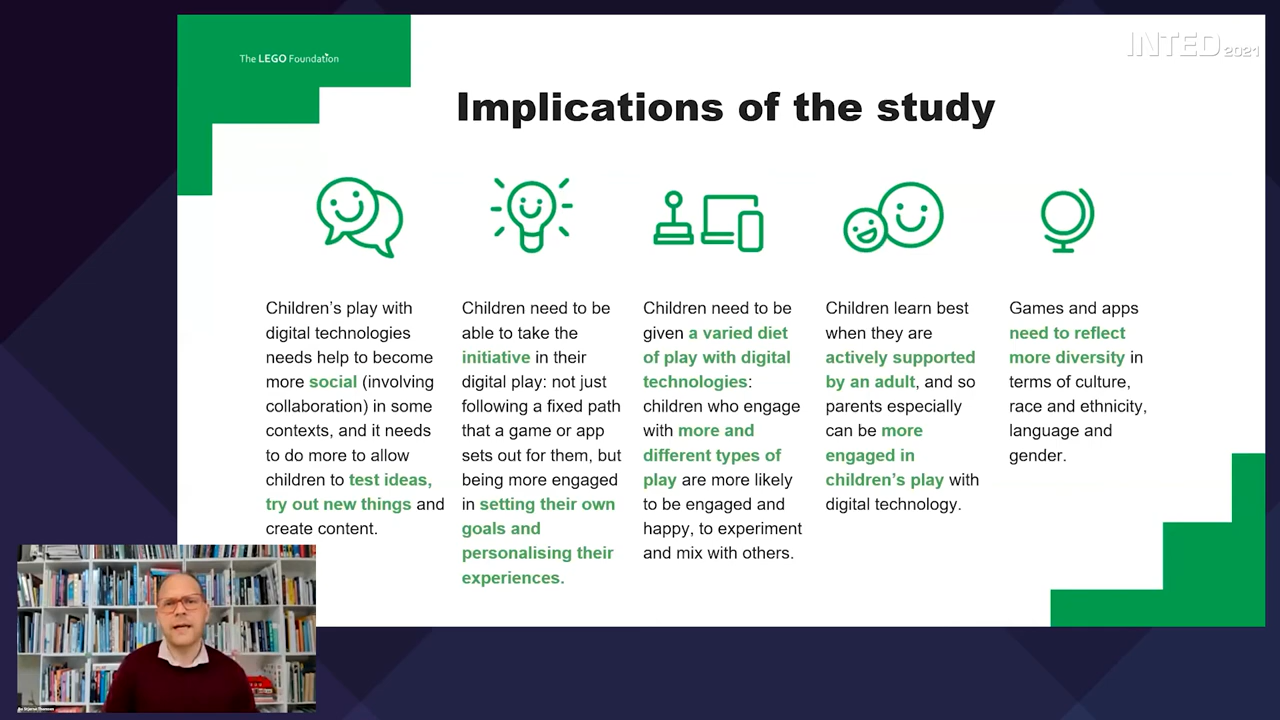 The LEGO Foundation
INTED 2021
Implications of the study
Children’s play with
digital technologies
needs help to become
more social (involving
collaboration) in some
contexts, and it needs
to do more to allow
children to test ideas,
try out new things and
create content.
Children need to be
able to take the
initiative in their
digital play: not just
following a fixed path
that a game or app
sets out for them, but
being more engaged
in setting their own
goals and
personalising their
experiences.
Children need to be
given a varied diet
of play with digital
technologies:
children who engage
with more and
different types of
play are more likely
to be engaged and
happy, to experiment
and mix with others.
Children learn best
when they are
actively supported
by an adult, and so
parents especially
can be more
engaged in
children’s play with
digital technology.
Games and apps
need to reflect
more diversity in
terms of culture,
race and ethnicity,
language and
gender.